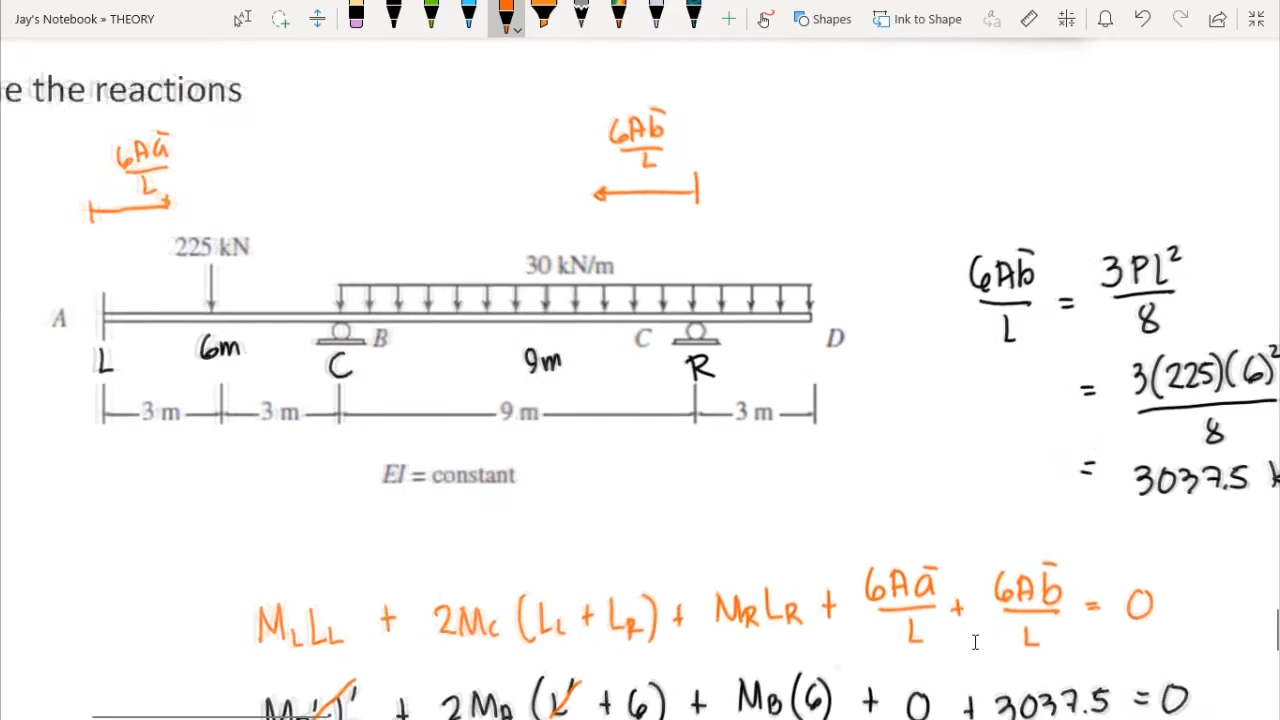 Jay's Notebook » THEORY
Shapes
Ink to Shape
e the reactions
6Aā/L
6Ab̄/L
225 kN
30 kN/m
A
B
C
D
L
6m
C
9m
R
3 m
3 m
9 m
3 m
EI = constant
6Ab̄/L = 3PL²/8
= 3(225)(6)²/8
= 3037.5
M_L L_L + 2M_C (L_L + L_R) + M_R L_R + 6Aā/L + 6Ab̄/L = 0
+ 2M_A (L' + 6) + M_B(6) + 0 + 3037.5 = 0